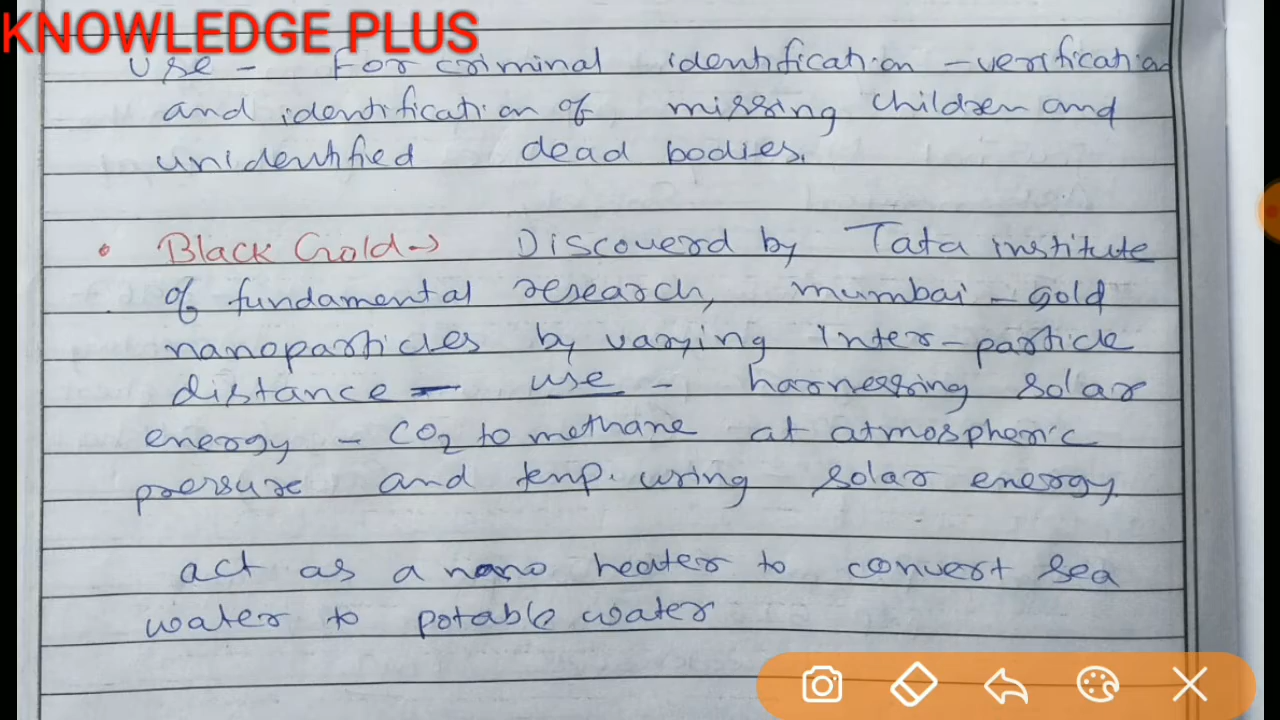 KNOWLEDGE PLUS
Use - For criminal identification - verification
and identification of missing children and
unidentified dead bodies.
• Black Gold → Discoverd by Tata institute
of fundamental research, mumbai - gold
nanoparticles by varying Inter-particle
distance - use - harnessing solar
energy - CO2 to methane at atmospheric
pressure and temp. using solar energy.
act as a nano heater to convert sea
water to potable water